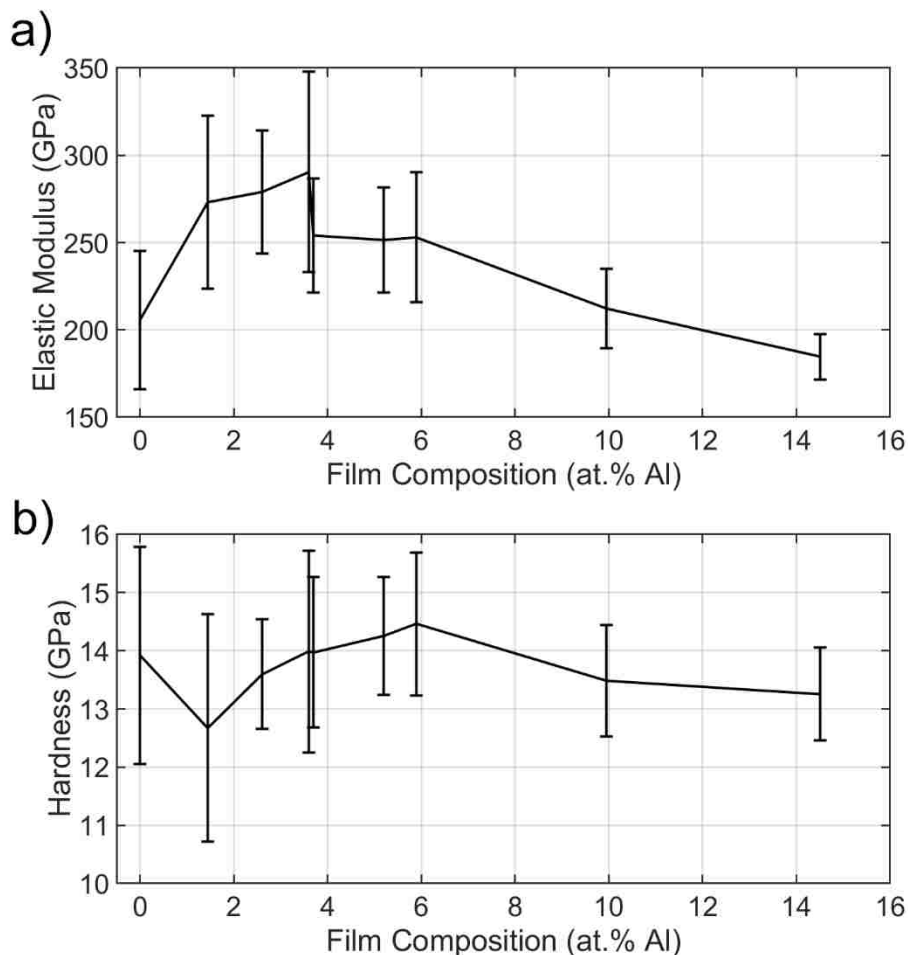 a)
350
300
250
200
150
Elastic Modulus (GPa)
0 2 4 6 8 10 12 14 16
Film Composition (at.% Al)
b)
16
15
14
13
12
11
10
Hardness (GPa)
0 2 4 6 8 10 12 14 16
Film Composition (at.% Al)